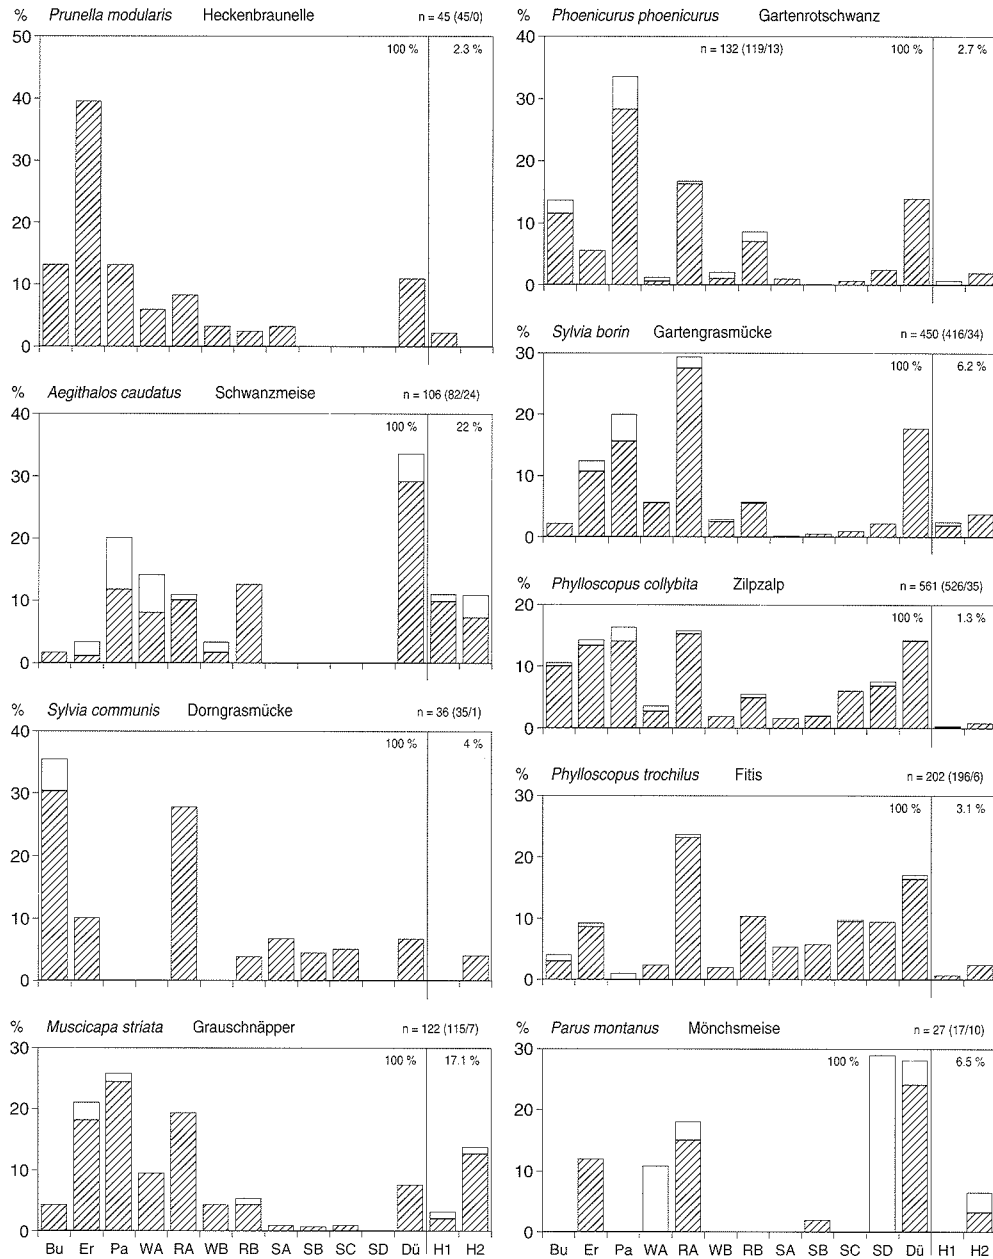 % Prunella modularis Heckenbraunelle n = 45 (45/0)
50
100 % 2.3 %
40
30
20
10
0
% Aegithalos caudatus Schwanzmeise n = 106 (82/24)
40
100 % 22 %
30
20
10
0
% Sylvia communis Dorngrasmücke n = 36 (35/1)
40
100 % 4 %
30
20
10
0
% Muscicapa striata Grauschnäpper n = 122 (115/7)
30
100 % 17.1 %
20
10
0
Bu Er Pa WA RA WB RB SA SB SC SD Dü H1 H2
% Phoenicurus phoenicurus Gartenrotschwanz
40
n = 132 (119/13) 100 % 2.7 %
30
20
10
0
% Sylvia borin Gartengrasmücke n = 450 (416/34)
30
100 % 6.2 %
20
10
0
% Phylloscopus collybita Zilpzalp n = 561 (526/35)
20
100 % 1.3 %
10
0
% Phylloscopus trochilus Fitis n = 202 (196/6)
30
100 % 3.1 %
20
10
0
% Parus montanus Mönchsmeise n = 27 (17/10)
30
100 % 6.5 %
20
10
0
Bu Er Pa WA RA WB RB SA SB SC SD Dü H1 H2